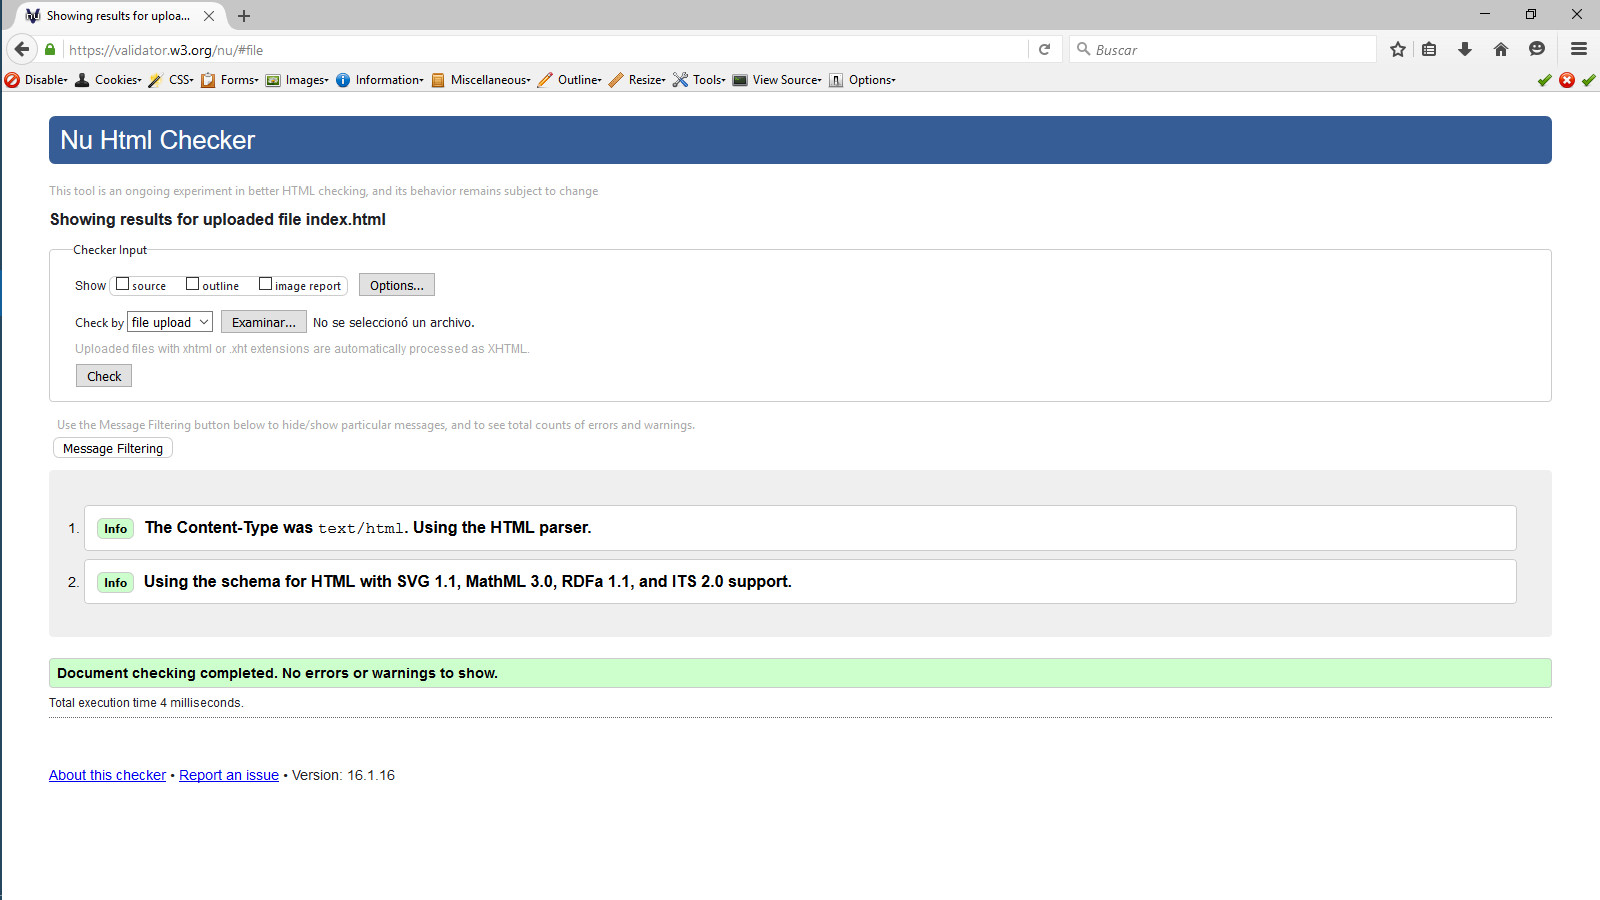 Showing results for uploa...
https://validator.w3.org/nu/#file
Buscar
Disable Cookies CSS Forms Images Information Miscellaneous Outline Resize Tools View Source Options
Nu Html Checker
This tool is an ongoing experiment in better HTML checking, and its behavior remains subject to change
Showing results for uploaded file index.html
Checker Input
Show source outline image report Options...
Check by file upload Examinar... No se seleccionó un archivo.
Uploaded files with xhtml or .xht extensions are automatically processed as XHTML.
Check
Use the Message Filtering button below to hide/show particular messages, and to see total counts of errors and warnings.
Message Filtering
1. Info The Content-Type was text/html. Using the HTML parser.
2. Info Using the schema for HTML with SVG 1.1, MathML 3.0, RDFa 1.1, and ITS 2.0 support.
Document checking completed. No errors or warnings to show.
Total execution time 4 milliseconds.
About this checker • Report an issue • Version: 16.1.16